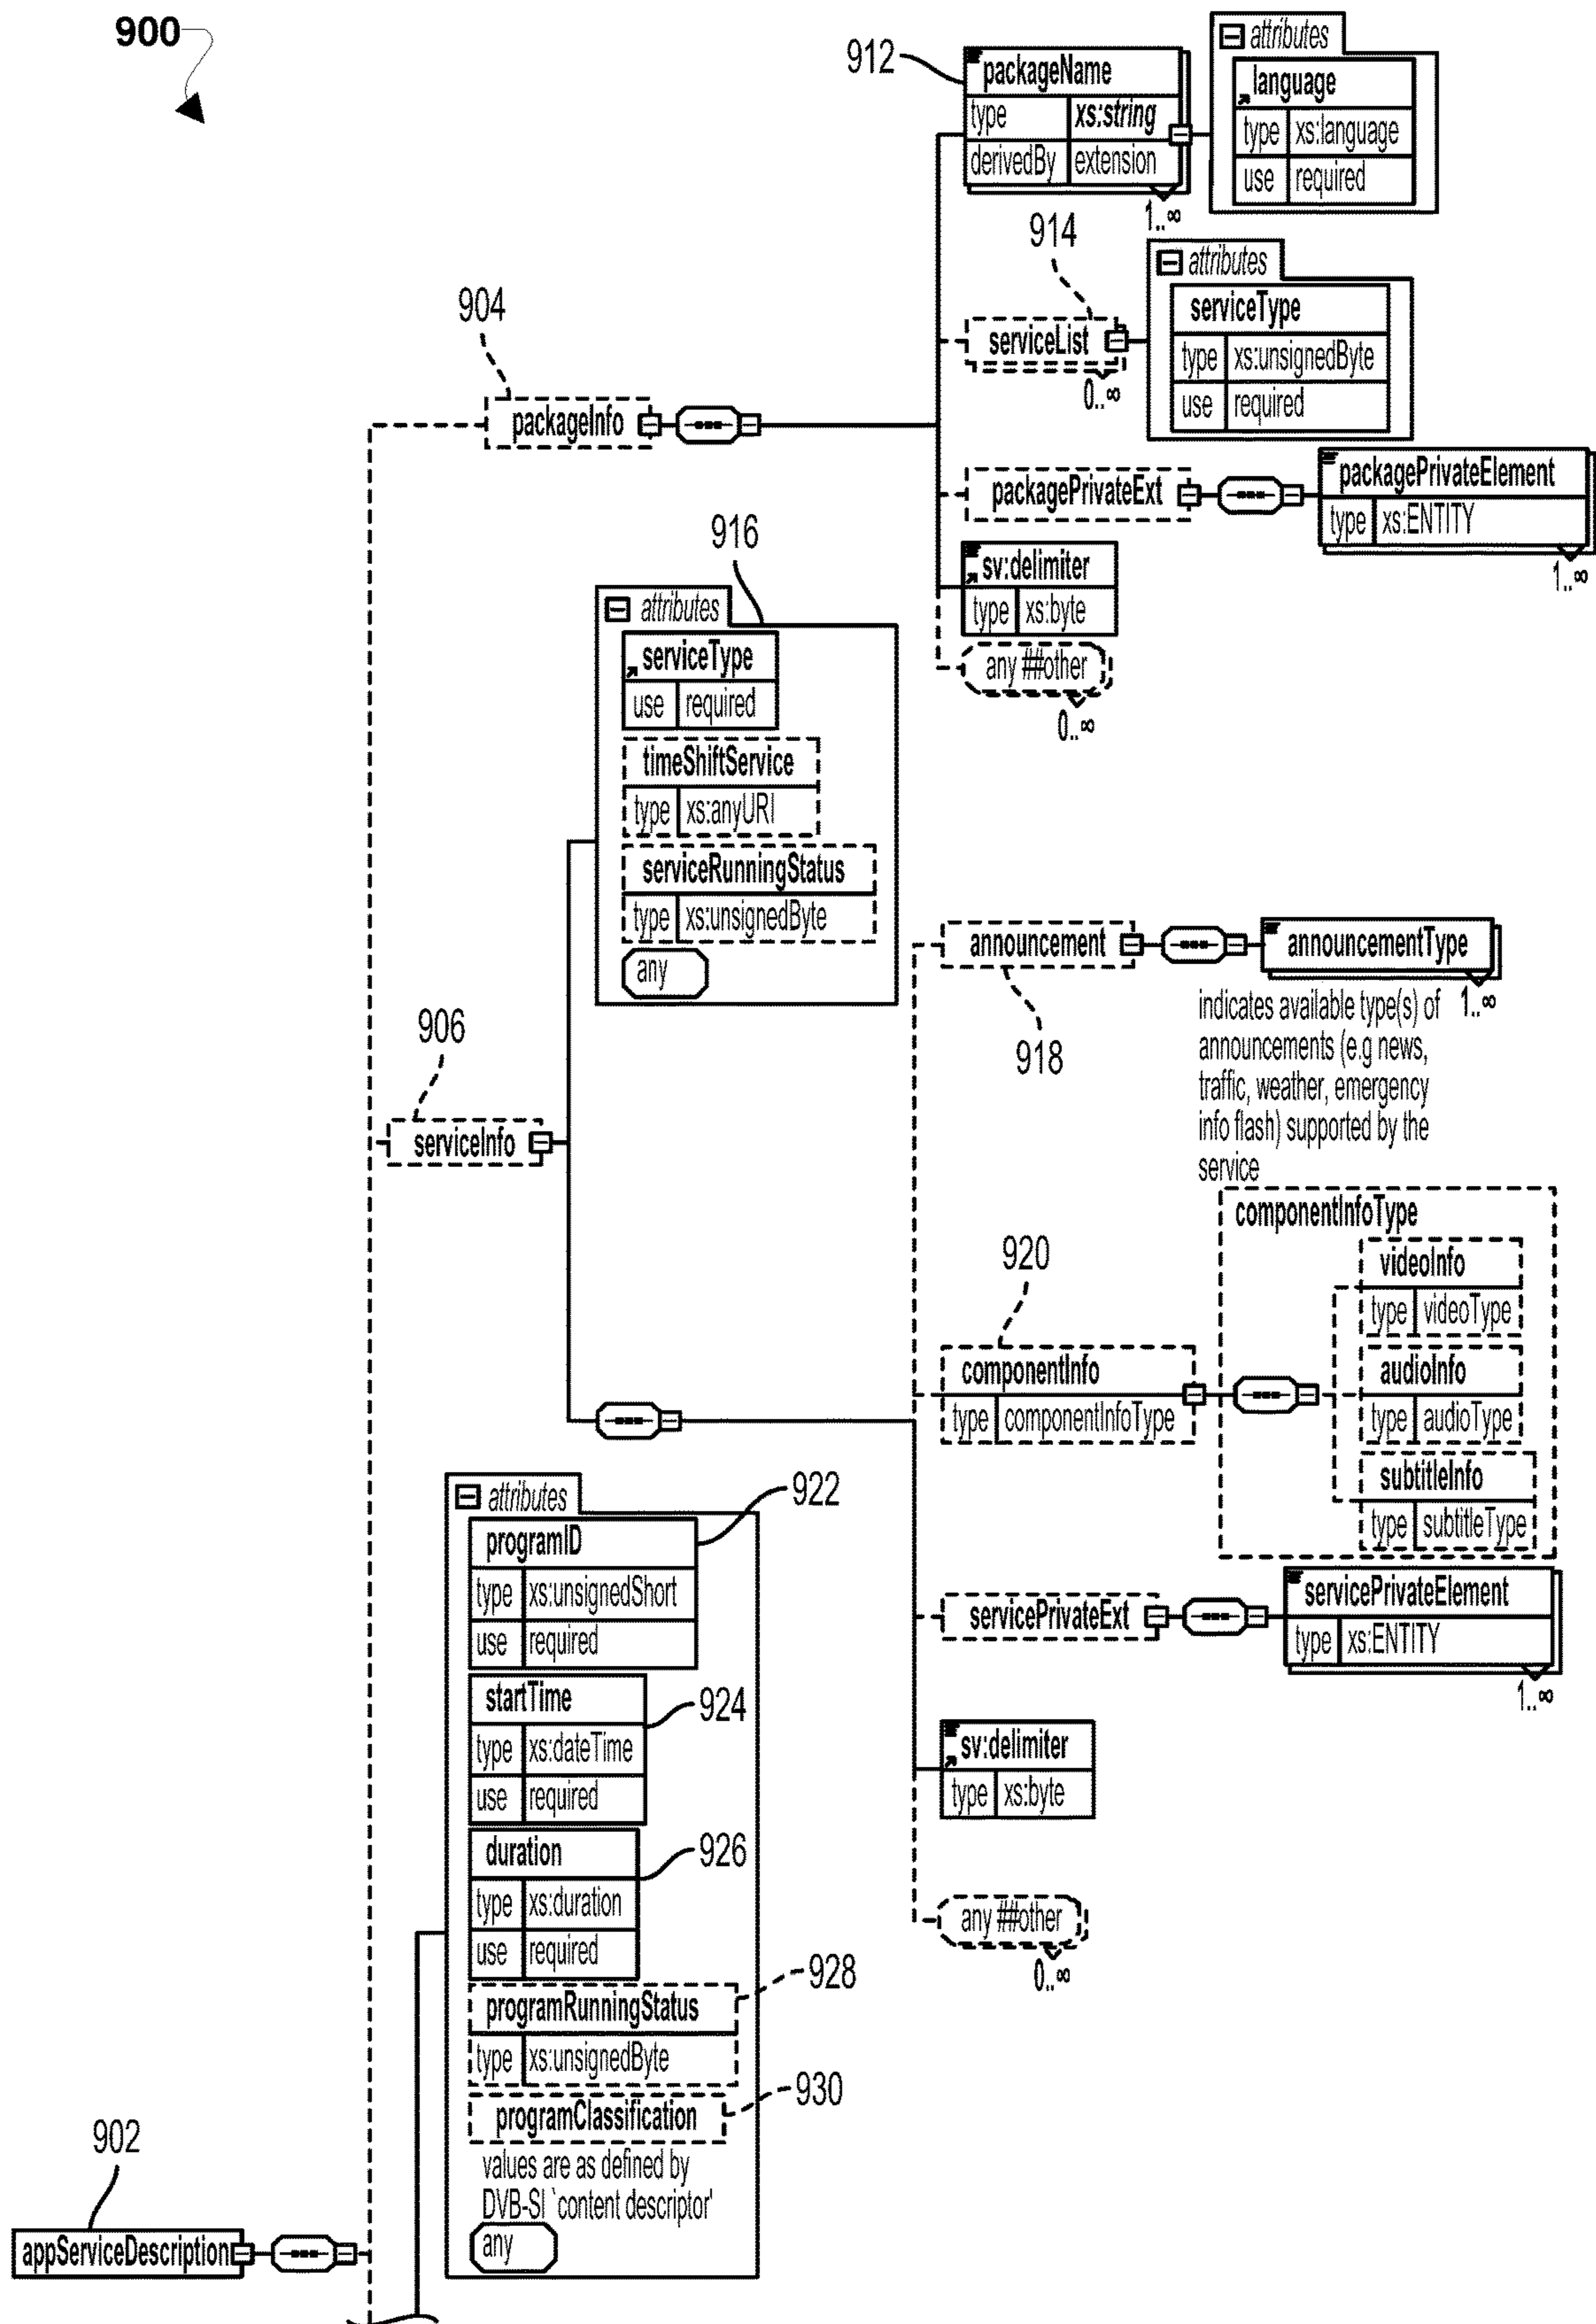 900
912
packageName
type xs:string
derivedBy extension
1..∞
attributes
language
type xs:language
use required
914
serviceList
0..∞
attributes
serviceType
type xs:unsignedByte
use required
904
packageInfo
packagePrivateExt
packagePrivateElement
type xs:ENTITY
1..∞
sv:delimiter
type xs:byte
any ##other
0..∞
916
attributes
serviceType
use required
timeShiftService
type xs:anyURI
serviceRunningStatus
type xs:unsignedByte
any
906
serviceInfo
announcement
918
announcementType
1..∞
indicates available type(s) of
announcements (e.g news,
traffic, weather, emergency
info flash) supported by the
service
920
componentInfo
type componentInfoType
componentInfoType
videoInfo
type videoType
audioInfo
type audioType
subtitleInfo
type subtitleType
servicePrivateExt
servicePrivateElement
type xs:ENTITY
1..∞
sv:delimiter
type xs:byte
any ##other
0..∞
attributes
922
programID
type xs:unsignedShort
use required
924
startTime
type xs:dateTime
use required
926
duration
type xs:duration
use required
928
programRunningStatus
type xs:unsignedByte
930
programClassification
values are as defined by
DVB-SI `content descriptor'
any
902
appServiceDescription